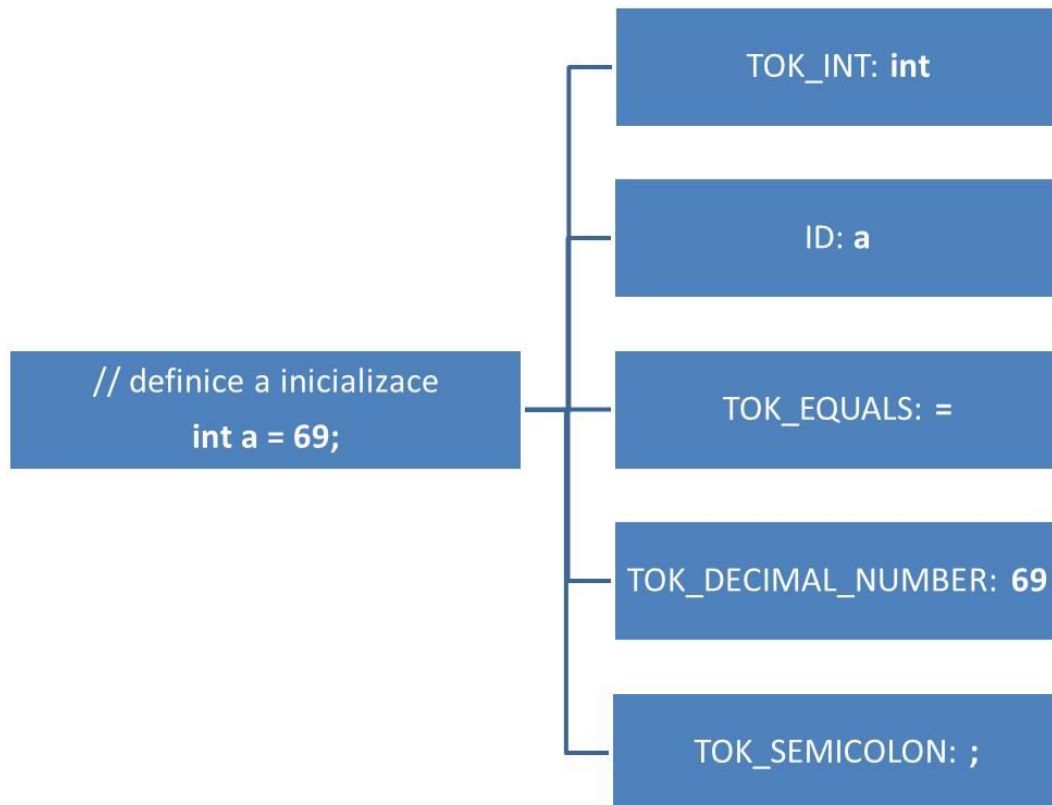 TOK_INT: int
ID: a
// definice a inicializace
int a = 69;
TOK_EQUALS: =
TOK_DECIMAL_NUMBER: 69
TOK_SEMICOLON: ;